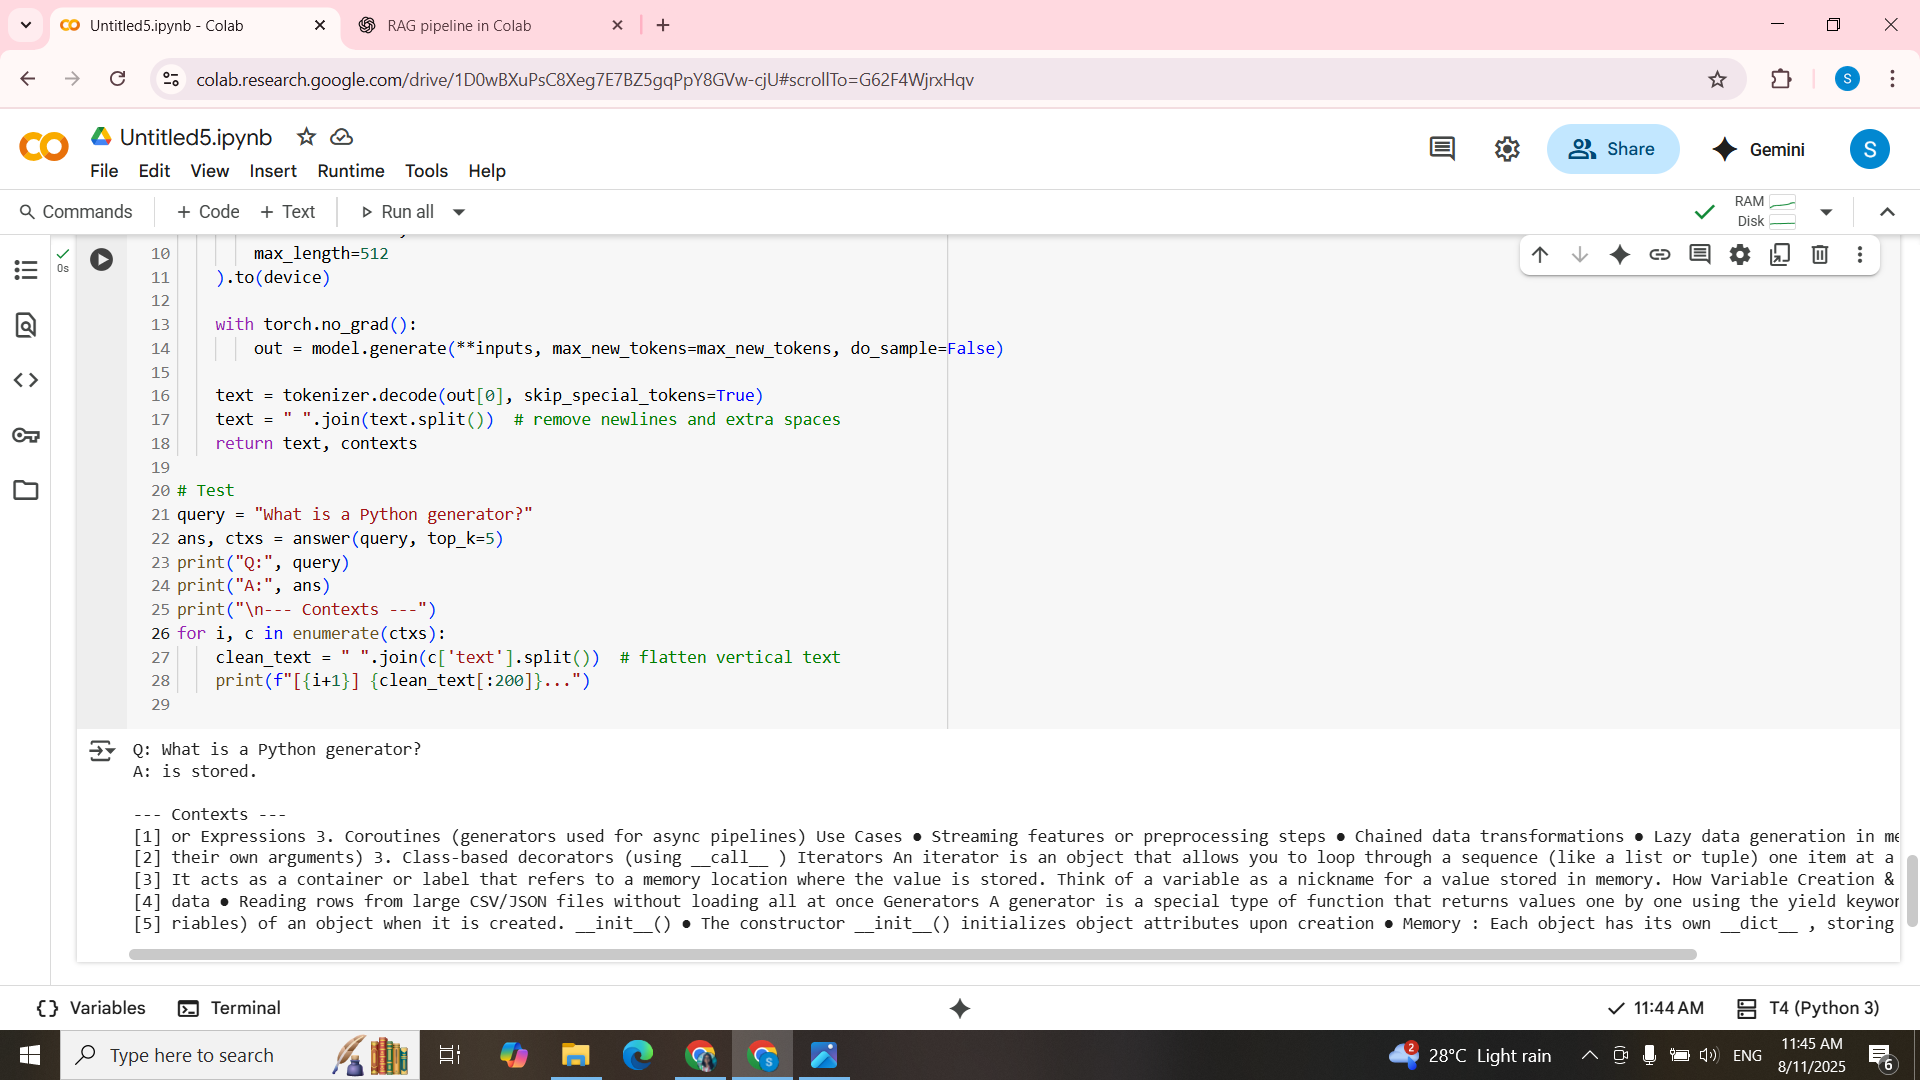 Untitled5.ipynb - Colab
RAG pipeline in Colab
colab.research.google.com/drive/1D0wBXuPsC8Xeg7E7BZ5gqPpY8GVw-cjU#scrollTo=G62F4WjrxHqv
S
Untitled5.ipynb
File Edit View Insert Runtime Tools Help
Share
Gemini
S
Commands
+ Code + Text
Run all
RAM
Disk
0s
10 max_length=512
11 ).to(device)
12
13 with torch.no_grad():
14 out = model.generate(**inputs, max_new_tokens=max_new_tokens, do_sample=False)
15
16 text = tokenizer.decode(out[0], skip_special_tokens=True)
17 text = " ".join(text.split())  # remove newlines and extra spaces
18 return text, contexts
19
20 # Test
21 query = "What is a Python generator?"
22 ans, ctxs = answer(query, top_k=5)
23 print("Q:", query)
24 print("A:", ans)
25 print("\n--- Contexts ---")
26 for i, c in enumerate(ctxs):
27 clean_text = " ".join(c['text'].split())  # flatten vertical text
28 print(f"[{i+1}] {clean_text[:200]}...")
29
Q: What is a Python generator?
A: is stored.
--- Contexts ---
[1] or Expressions 3. Coroutines (generators used for async pipelines) Use Cases ● Streaming features or preprocessing steps ● Chained data transformations ● Lazy data generation in
[2] their own arguments) 3. Class-based decorators (using __call__ ) Iterators An iterator is an object that allows you to loop through a sequence (like a list or tuple) one item at a
[3] It acts as a container or label that refers to a memory location where the value is stored. Think of a variable as a nickname for a value stored in memory. How Variable Creation &
[4] data ● Reading rows from large CSV/JSON files without loading all at once Generators A generator is a special type of function that returns values one by one using the yield
[5] riables) of an object when it is created. __init__() ● The constructor __init__() initializes object attributes upon creation ● Memory : Each object has its own __dict__ , storing
Variables
Terminal
11:44 AM
T4 (Python 3)
Type here to search
2
28°C Light rain
ENG
11:45 AM
8/11/2025
6